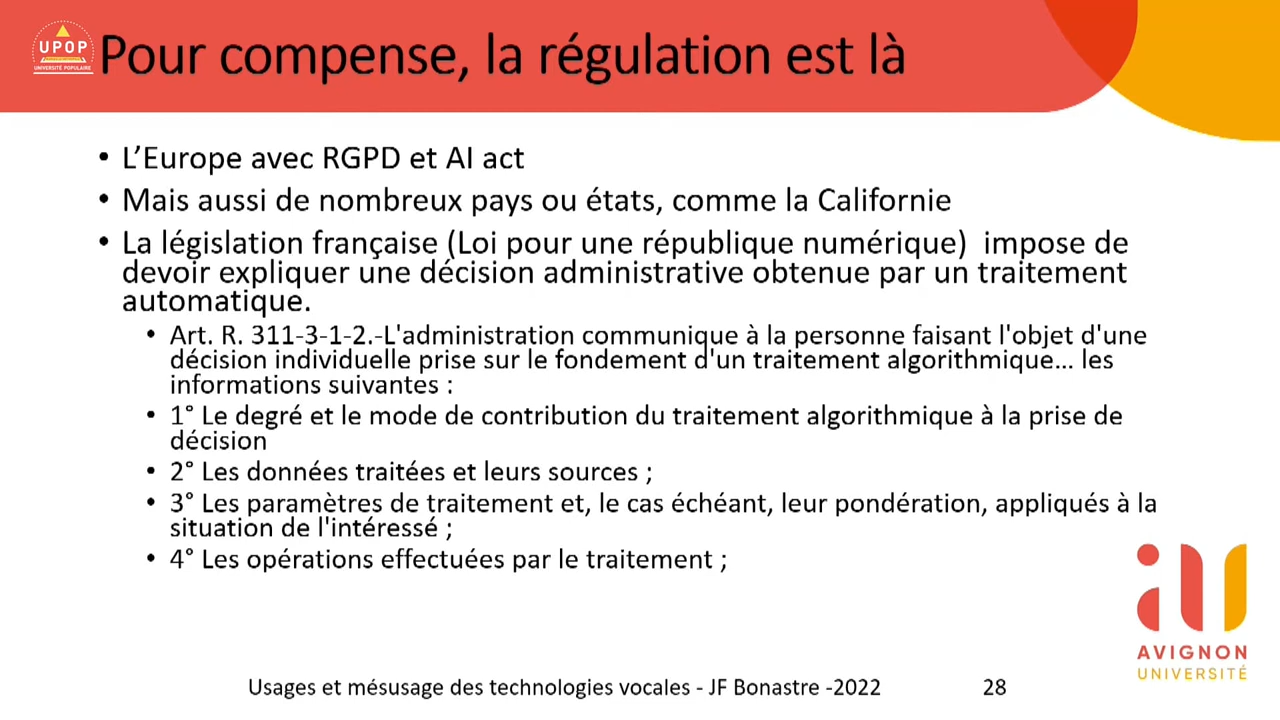 UPOP
UNIVERSITÉ POPULAIRE
Pour compense, la régulation est là
• L’Europe avec RGPD et AI act
• Mais aussi de nombreux pays ou états, comme la Californie
• La législation française (Loi pour une république numérique)  impose de
devoir expliquer une décision administrative obtenue par un traitement
automatique.
• Art. R. 311-3-1-2.-L'administration communique à la personne faisant l'objet d'une
décision individuelle prise sur le fondement d'un traitement algorithmique… les
informations suivantes :
• 1° Le degré et le mode de contribution du traitement algorithmique à la prise de
décision
• 2° Les données traitées et leurs sources ;
• 3° Les paramètres de traitement et, le cas échéant, leur pondération, appliqués à la
situation de l'intéressé ;
• 4° Les opérations effectuées par le traitement ;
AVIGNON
UNIVERSITÉ
Usages et mésusage des technologies vocales - JF Bonastre -2022
28